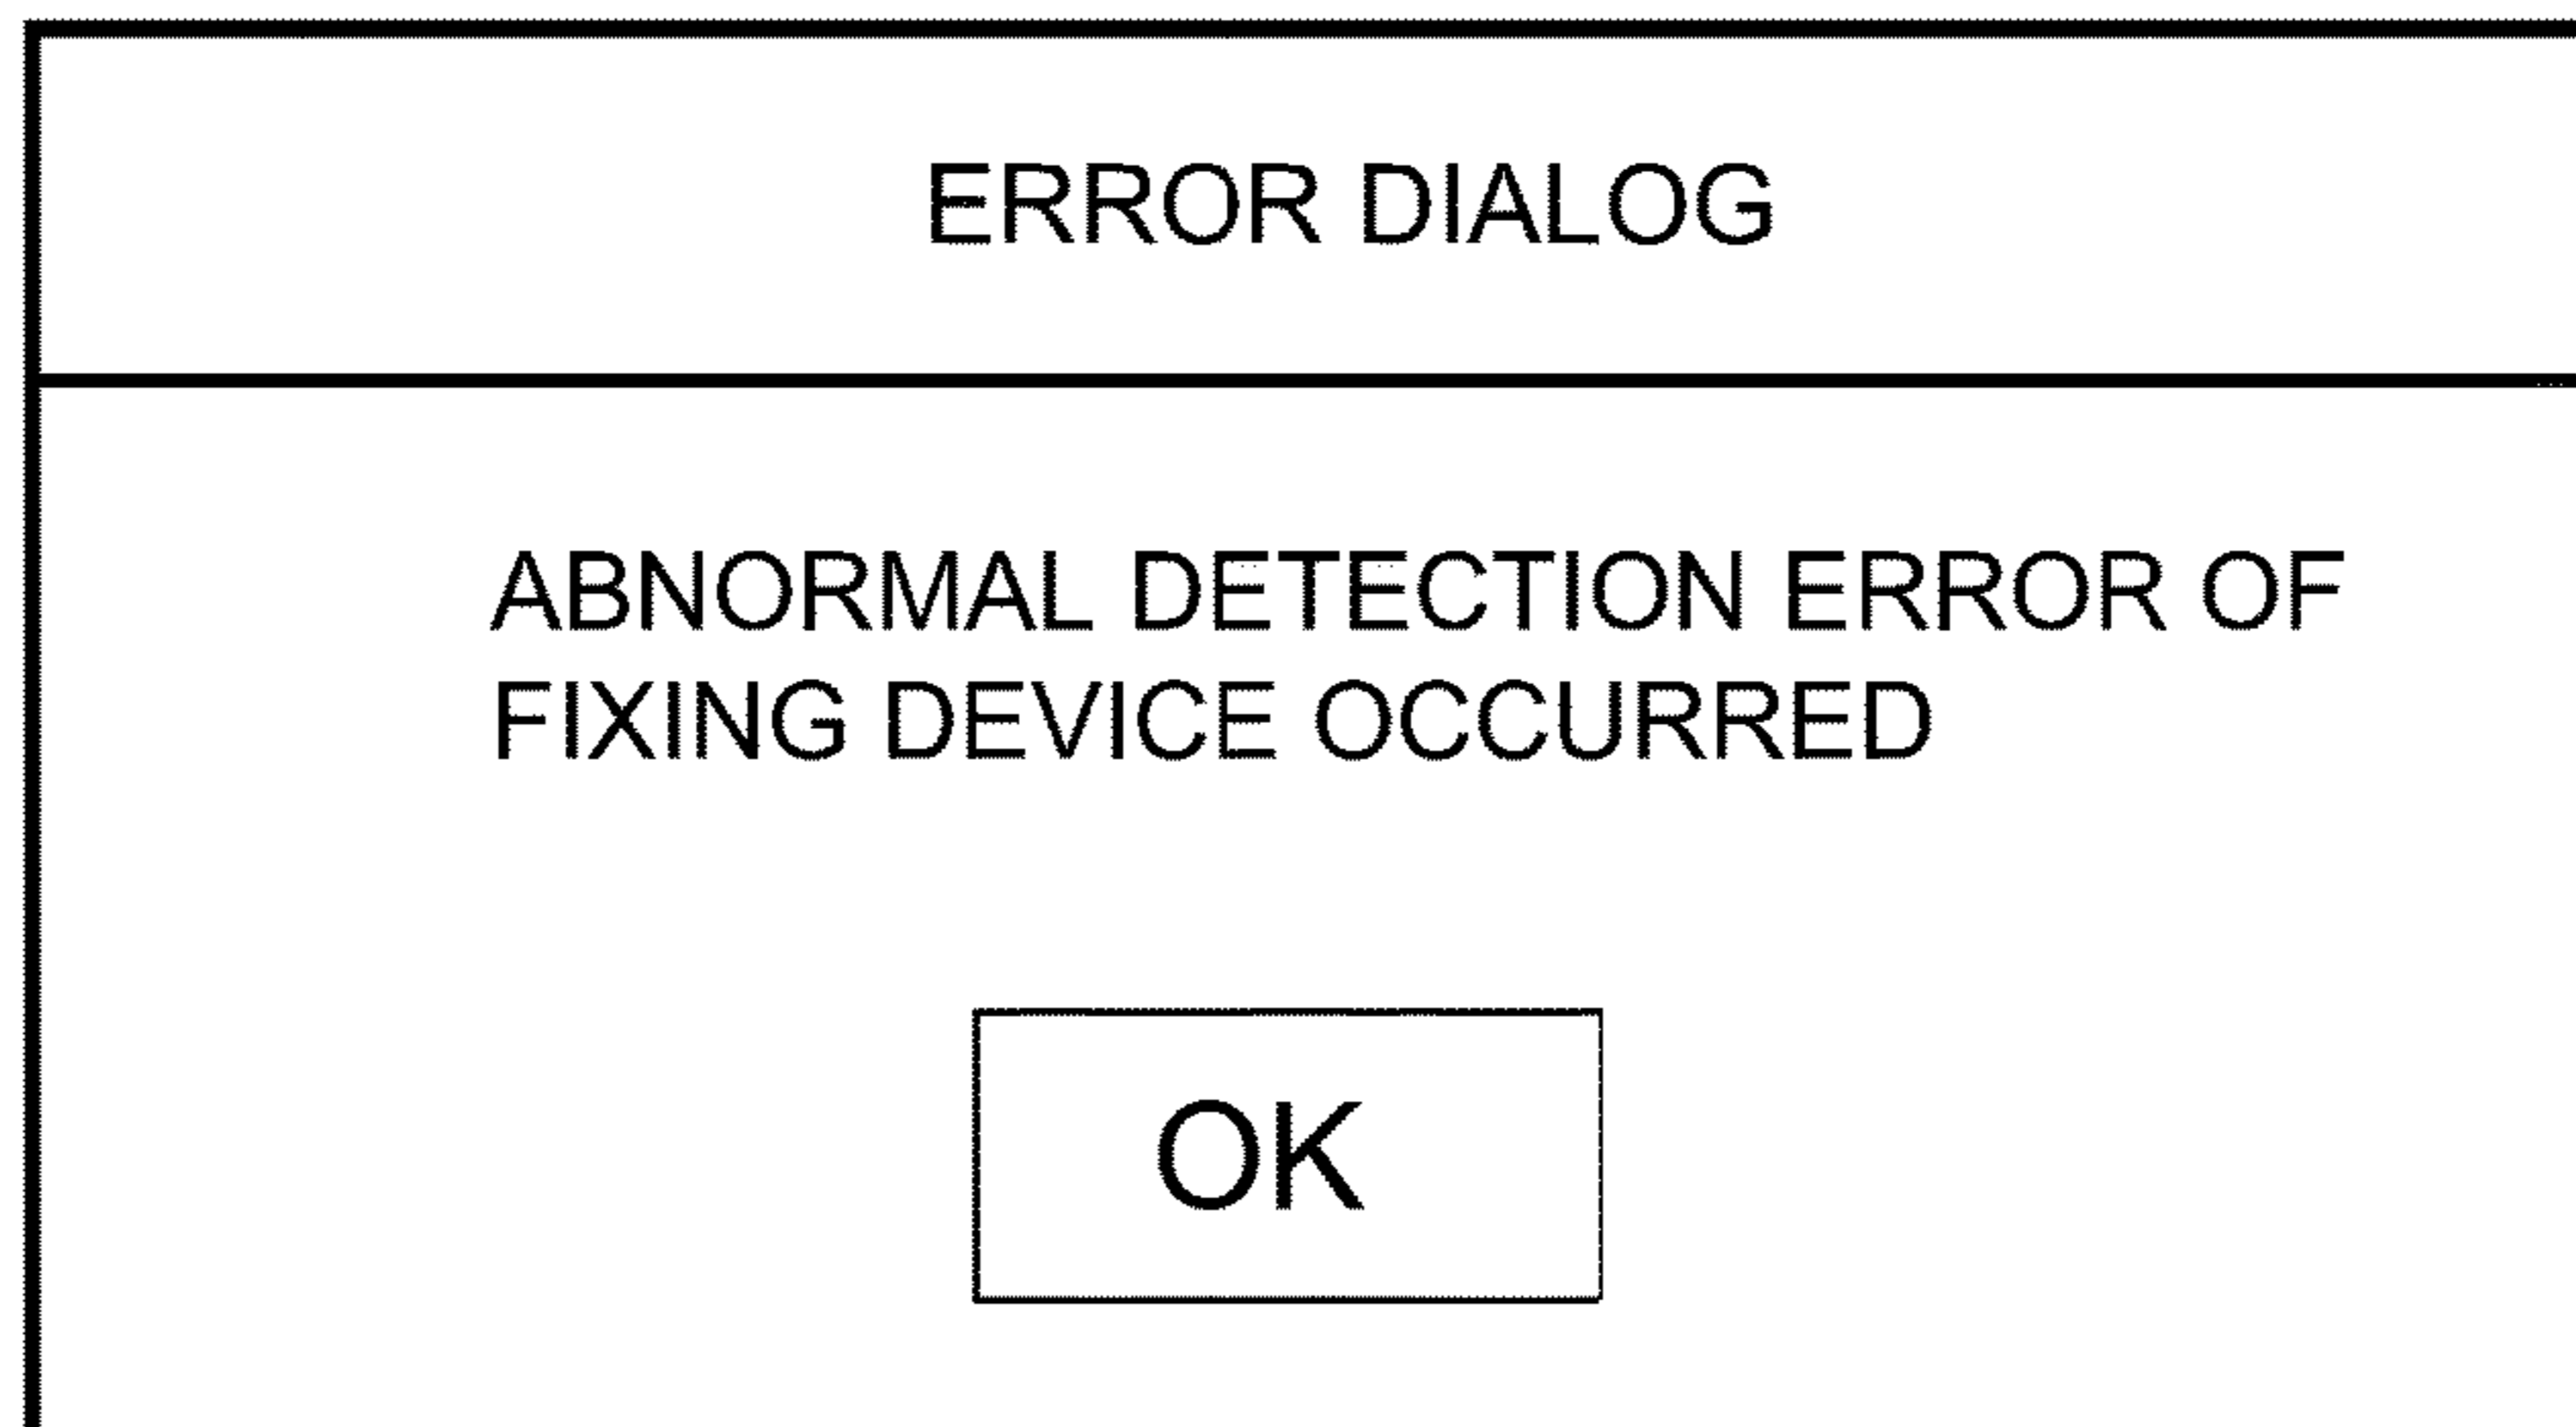 ERROR DIALOG
ABNORMAL DETECTION ERROR OF
FIXING DEVICE OCCURRED
OK